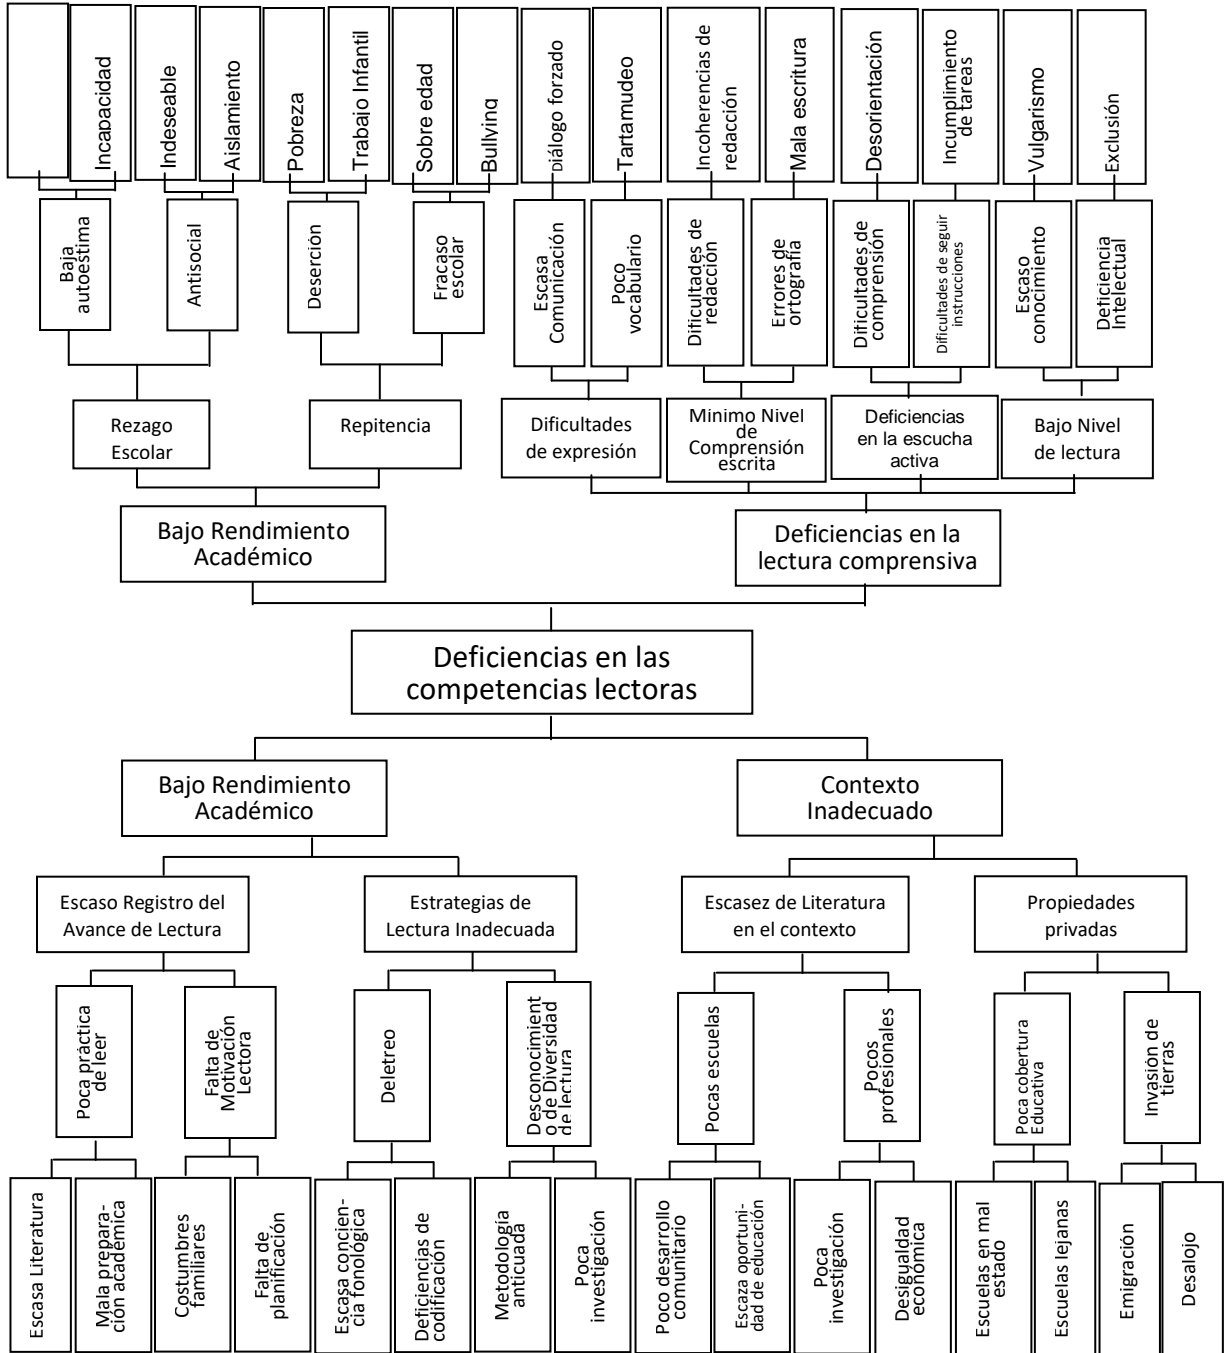 Incapacidad
Indeseable
Aislamiento
Pobreza
Trabajo Infantil
Sobre edad
Bullying
Diálogo forzado
Tartamudeo
Incoherencias de
redacción
Mala escritura
Desorientación
Incumplimiento
de tareas
Vulgarismo
Exclusión
Baja
autoestima
Antisocial
Deserción
Fracaso
escolar
Escasa
Comunicación
Poco
vocabulario
Dificultades de
redacción
Errores de
ortografía
Dificultades de
comprensión
Dificultades de seguir
instrucciones
Escaso
conocimiento
Deficiencia
Intelectual
Rezago
Escolar
Repitencia
Dificultades
de expresión
Mínimo Nivel
de
Comprensión
escrita
Deficiencias
en la escucha
activa
Bajo Nivel
de lectura
Bajo Rendimiento
Académico
Deficiencias en la
lectura comprensiva
Deficiencias en las
competencias lectoras
Bajo Rendimiento
Académico
Contexto
Inadecuado
Escaso Registro del
Avance de Lectura
Estrategias de
Lectura Inadecuada
Escasez de Literatura
en el contexto
Propiedades
privadas
Poca práctica
de leer
Falta de
Motivación
Lectora
Deletreo
Desconocimient
o de Diversidad
de lectura
Pocas escuelas
Pocos
profesionales
Poca cobertura
Educativa
Invasión de
tierras
Escasa Literatura
Mala prepara-
ción académica
Costumbres
familiares
Falta de
planificación
Escasa concien-
cia fonológica
Deficiencias de
codificación
Metodología
anticuada
Poca
investigación
Poco desarrollo
comunitario
Escaza oportuni-
dad de educación
Poca
investigación
Desigualdad
económica
Escuelas en mal
estado
Escuelas lejanas
Emigración
Desalojo